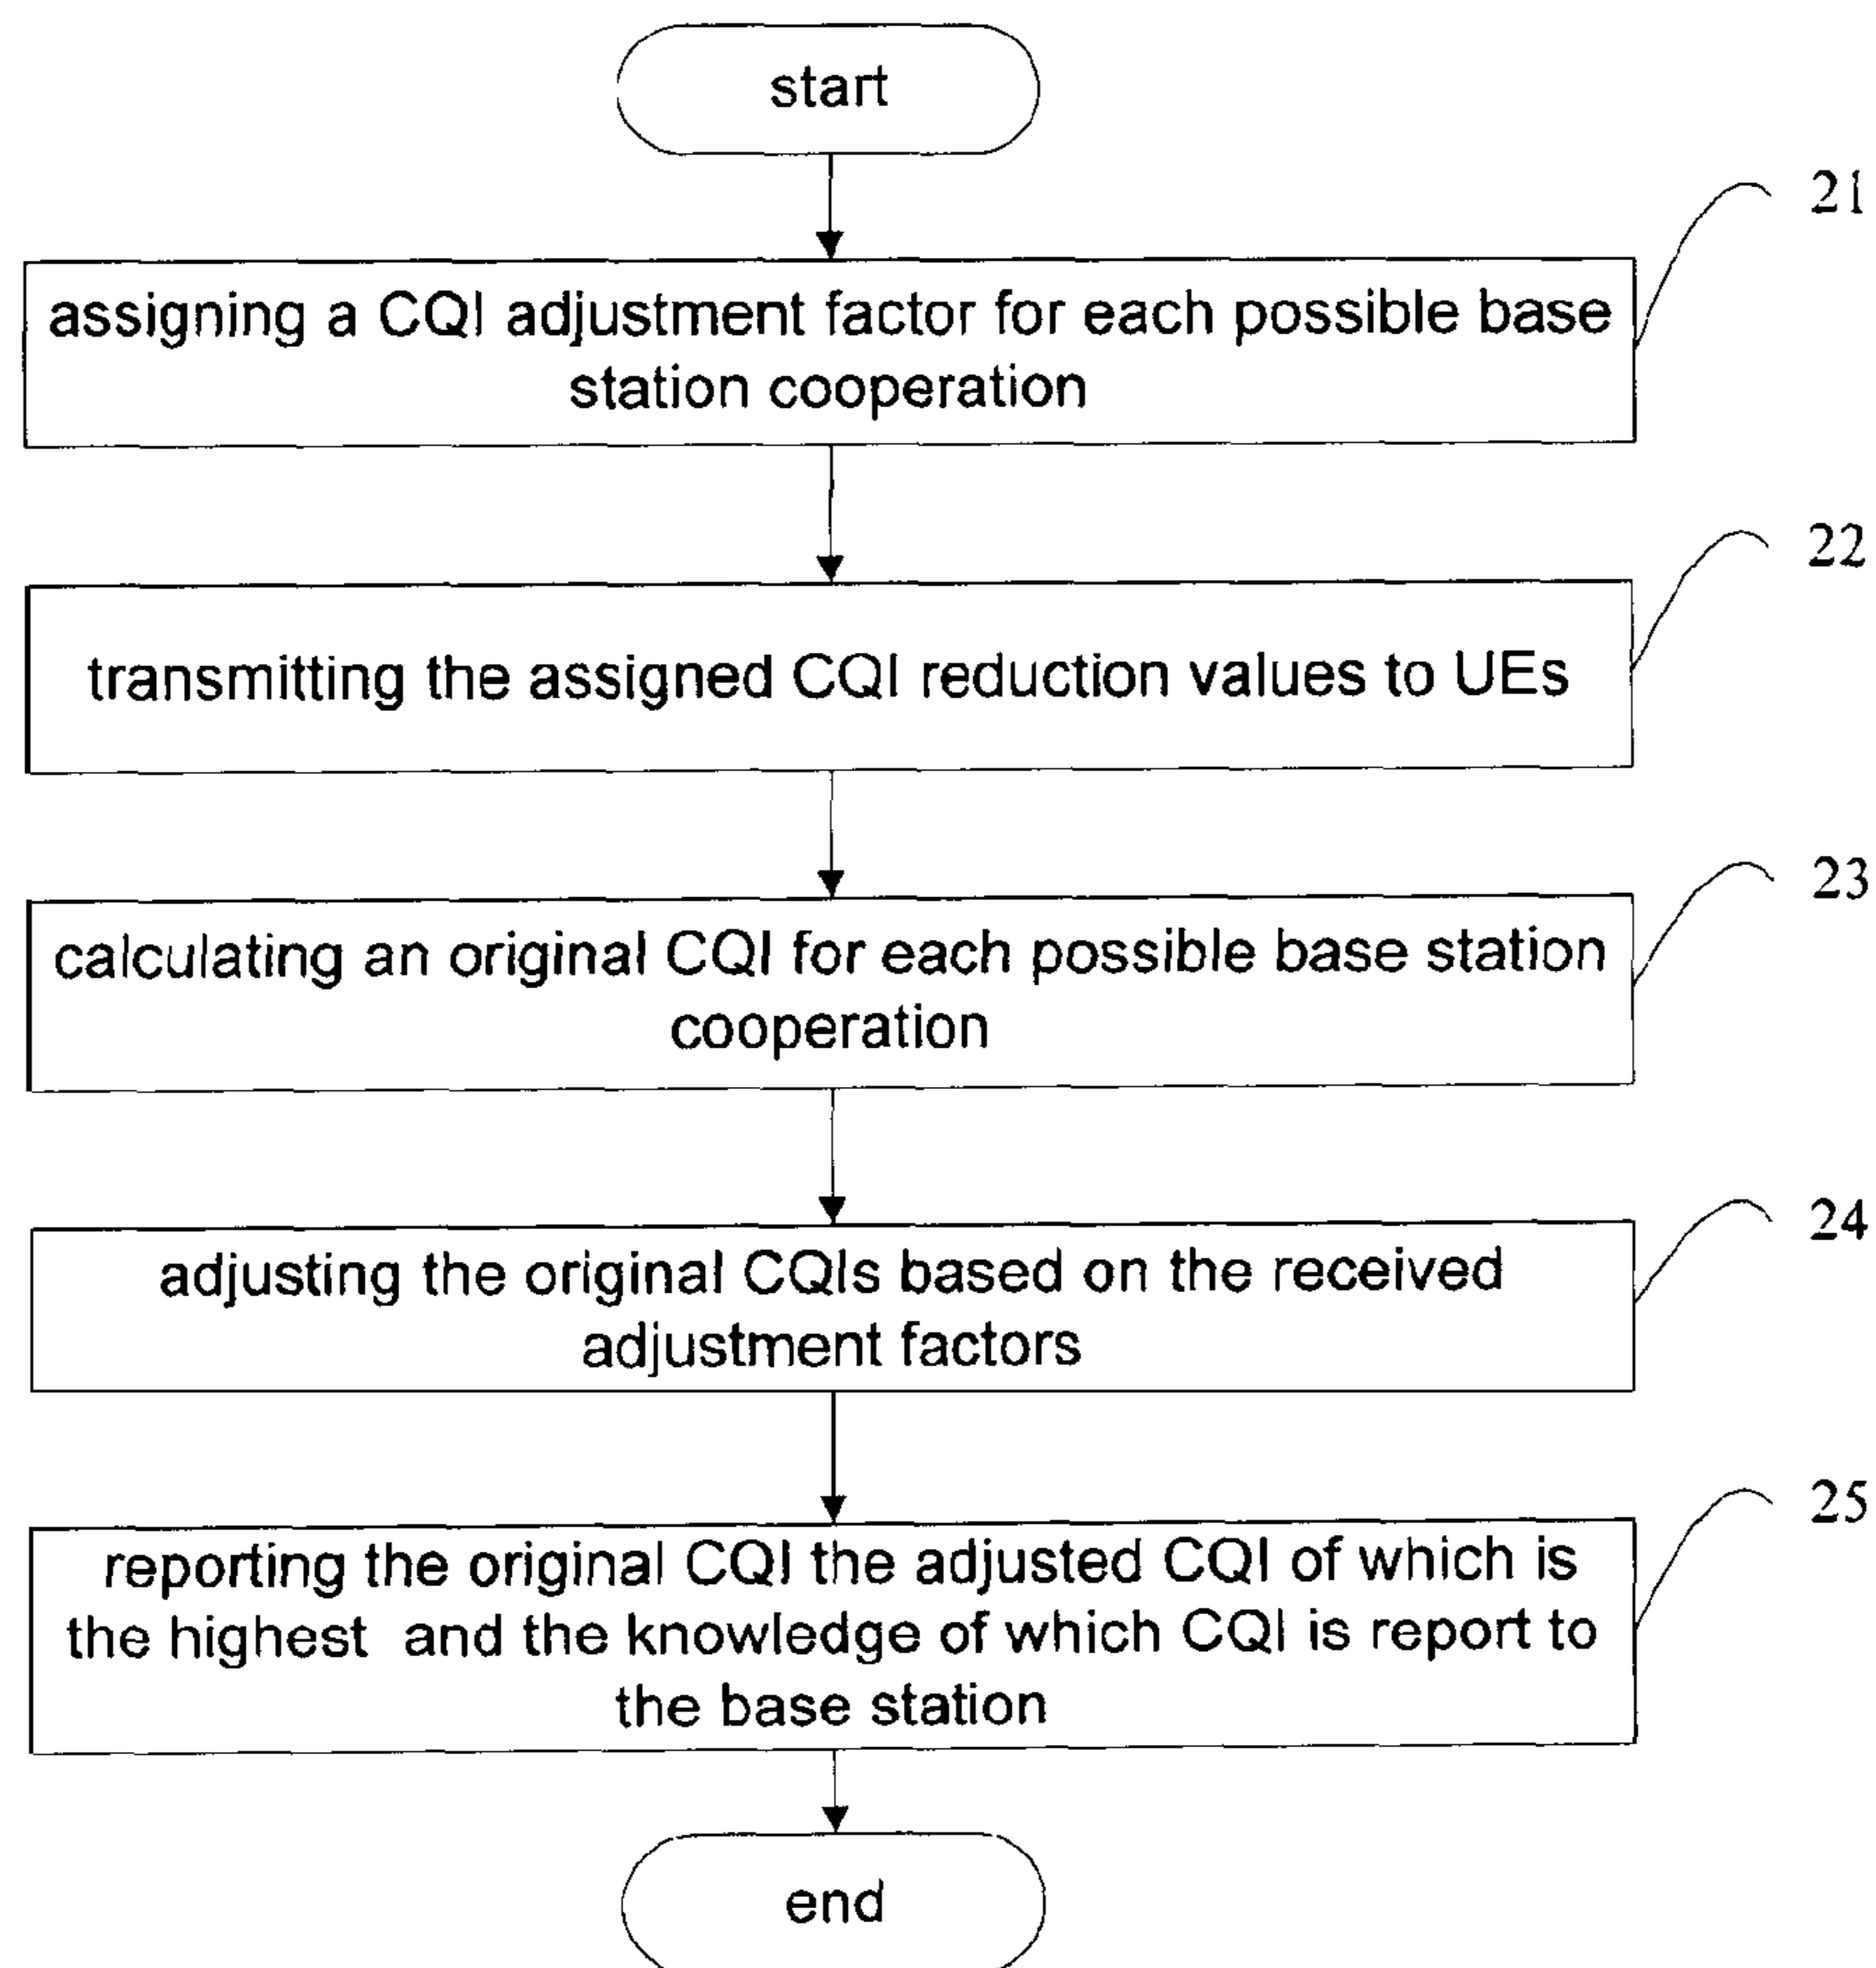 start
21
assigning a CQI adjustment factor for each possible base
station cooperation
22
transmitting the assigned CQI reduction values to UEs
23
calculating an original CQI for each possible base station
cooperation
24
adjusting the original CQIs based on the received
adjustment factors
25
reporting the original CQI the adjusted CQI of which is
the highest and the knowledge of which CQI is report to
the base station
end